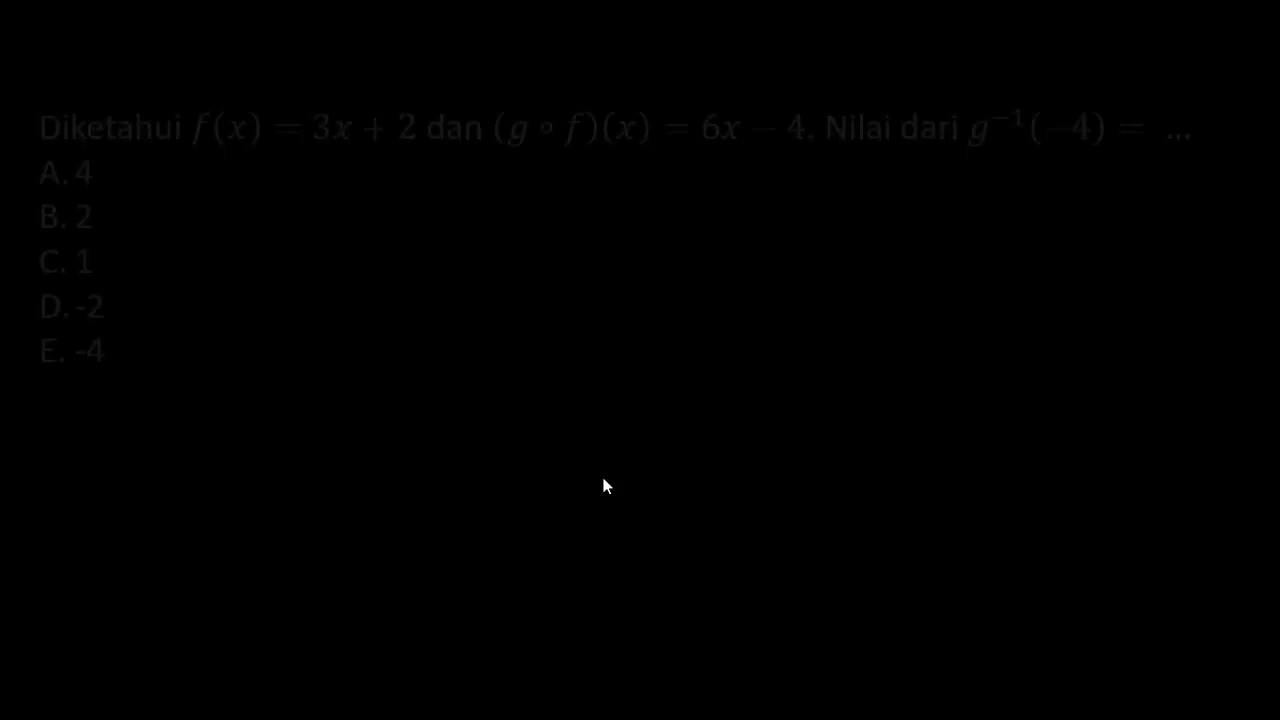 Diketahui f(x) = 3x + 2 dan (g ∘ f)(x) = 6x − 4. Nilai dari g⁻¹(−4) = ...
A. 4
B. 2
C. 1
D. -2
E. -4